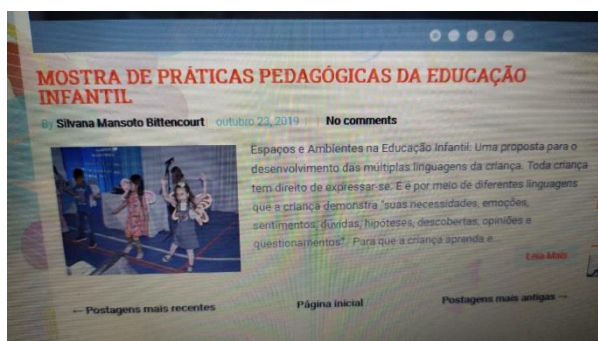 MOSTRA DE PRÁTICAS PEDAGÓGICAS DA EDUCAÇÃO
INFANTIL
By Silvana Mansoto Bittencourt outubro 23, 2019 No comments
Espaços e Ambientes na Educação Infantil: Uma proposta para o
desenvolvimento das múltiplas linguagens da criança. Toda criança
tem direito de expressar-se. E é por meio de diferentes linguagens
que a criança demonstra "suas necessidades, emoções,
sentimentos, dúvidas, hipóteses, descobertas, opiniões e
questionamentos". Para que a criança aprenda e...
Leia Mais
← Postagens mais recentes Página inicial Postagens mais antigas →